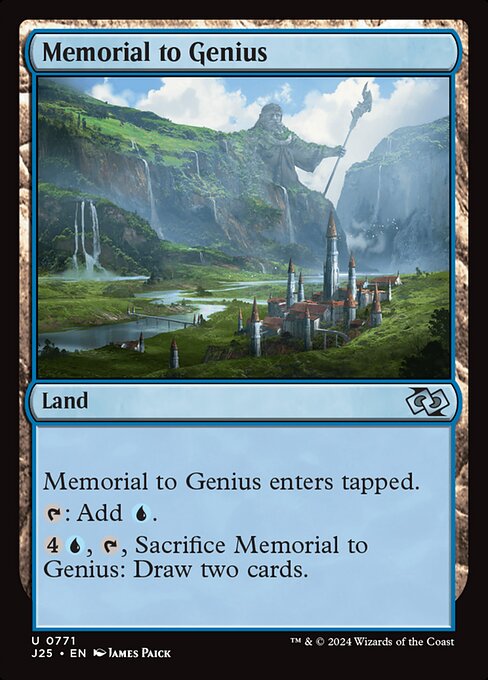 Memorial to Genius
Land
Memorial to Genius enters tapped.
: Add .
4 , , Sacrifice Memorial to
Genius: Draw two cards.
U 0771
™ & © 2024 Wizards of the Coast
J25 • EN James Paick